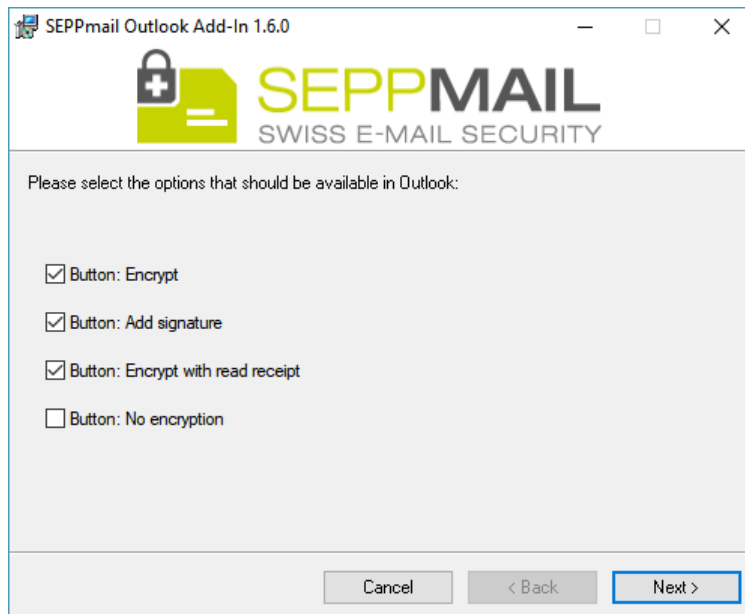 SEPPmail Outlook Add-In 1.6.0
SEPPMAIL
SWISS E-MAIL SECURITY
Please select the options that should be available in Outlook:
Button: Encrypt
Button: Add signature
Button: Encrypt with read receipt
Button: No encryption
Cancel < Back Next >